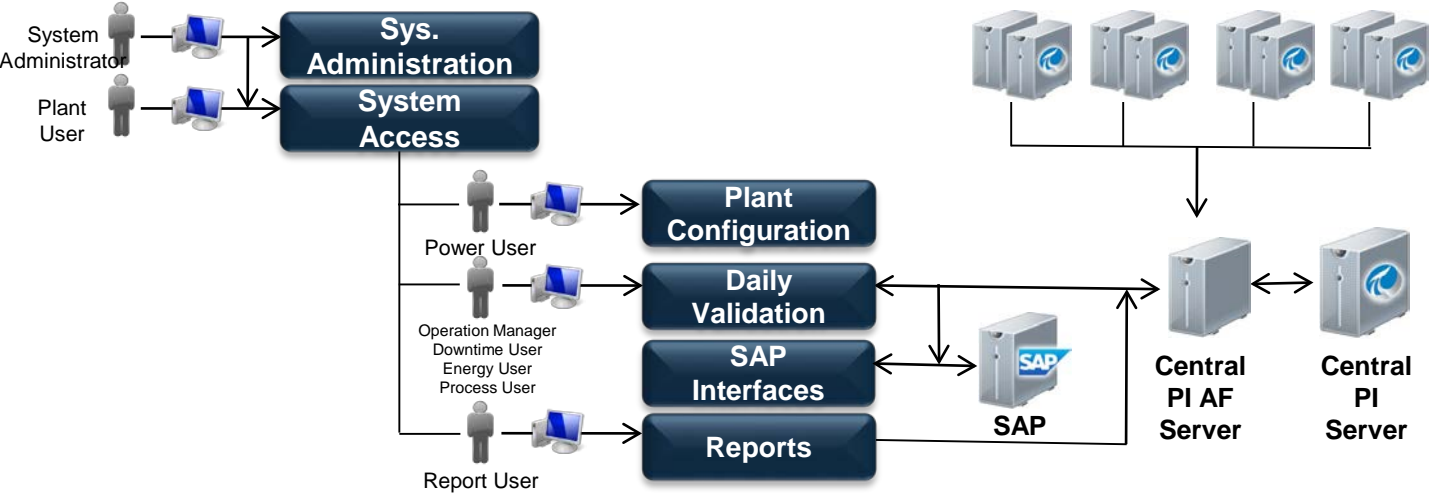 System
Administrator
Sys.
Administration
Plant
User
System
Access
Power User
Plant
Configuration
Operation Manager
Downtime User
Energy User
Process User
Daily
Validation
SAP
Interfaces
SAP
SAP
Report User
Reports
Central
PI AF
Server
Central
PI
Server